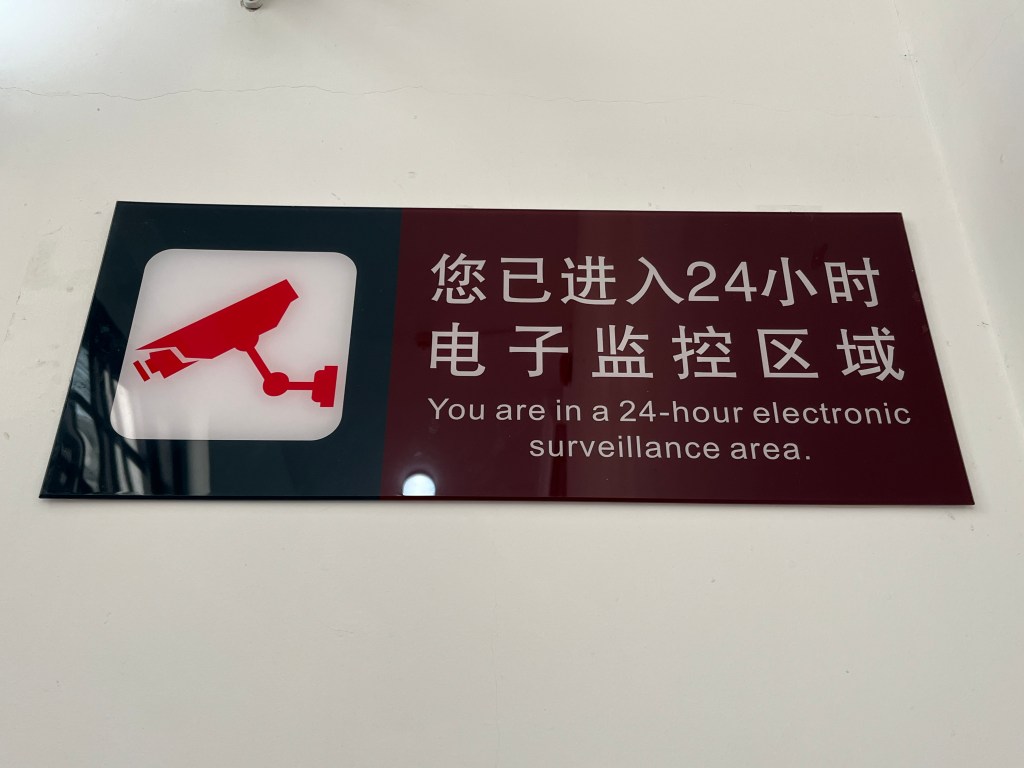 您已进入24小时
电子监控区域
You are in a 24-hour electronic
surveillance area.